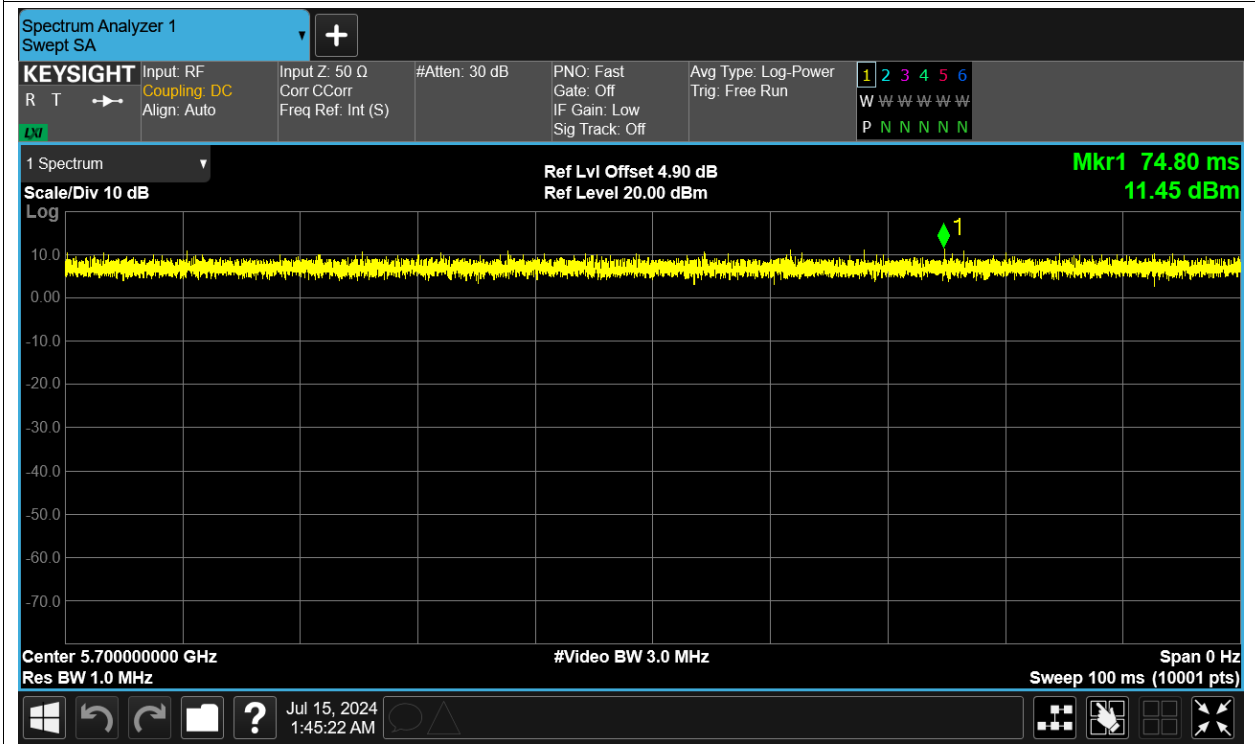 Spectrum Analyzer 1
Swept SA
+
KEYSIGHT
R T
LXI
Input: RF
Coupling: DC
Align: Auto
Input Z: 50 Ω
Corr CCorr
Freq Ref: Int (S)
#Atten: 30 dB
PNO: Fast
Gate: Off
IF Gain: Low
Sig Track: Off
Avg Type: Log-Power
Trig: Free Run
1 2 3 4 5 6
W W W W W W
P N N N N N
1 Spectrum
Scale/Div 10 dB
Log
Ref Lvl Offset 4.90 dB
Ref Level 20.00 dBm
Mkr1 74.80 ms
11.45 dBm
1
10.0
0.00
-10.0
-20.0
-30.0
-40.0
-50.0
-60.0
-70.0
Center 5.700000000 GHz
Res BW 1.0 MHz
#Video BW 3.0 MHz
Span 0 Hz
Sweep 100 ms (10001 pts)
?
Jul 15, 2024
1:45:22 AM